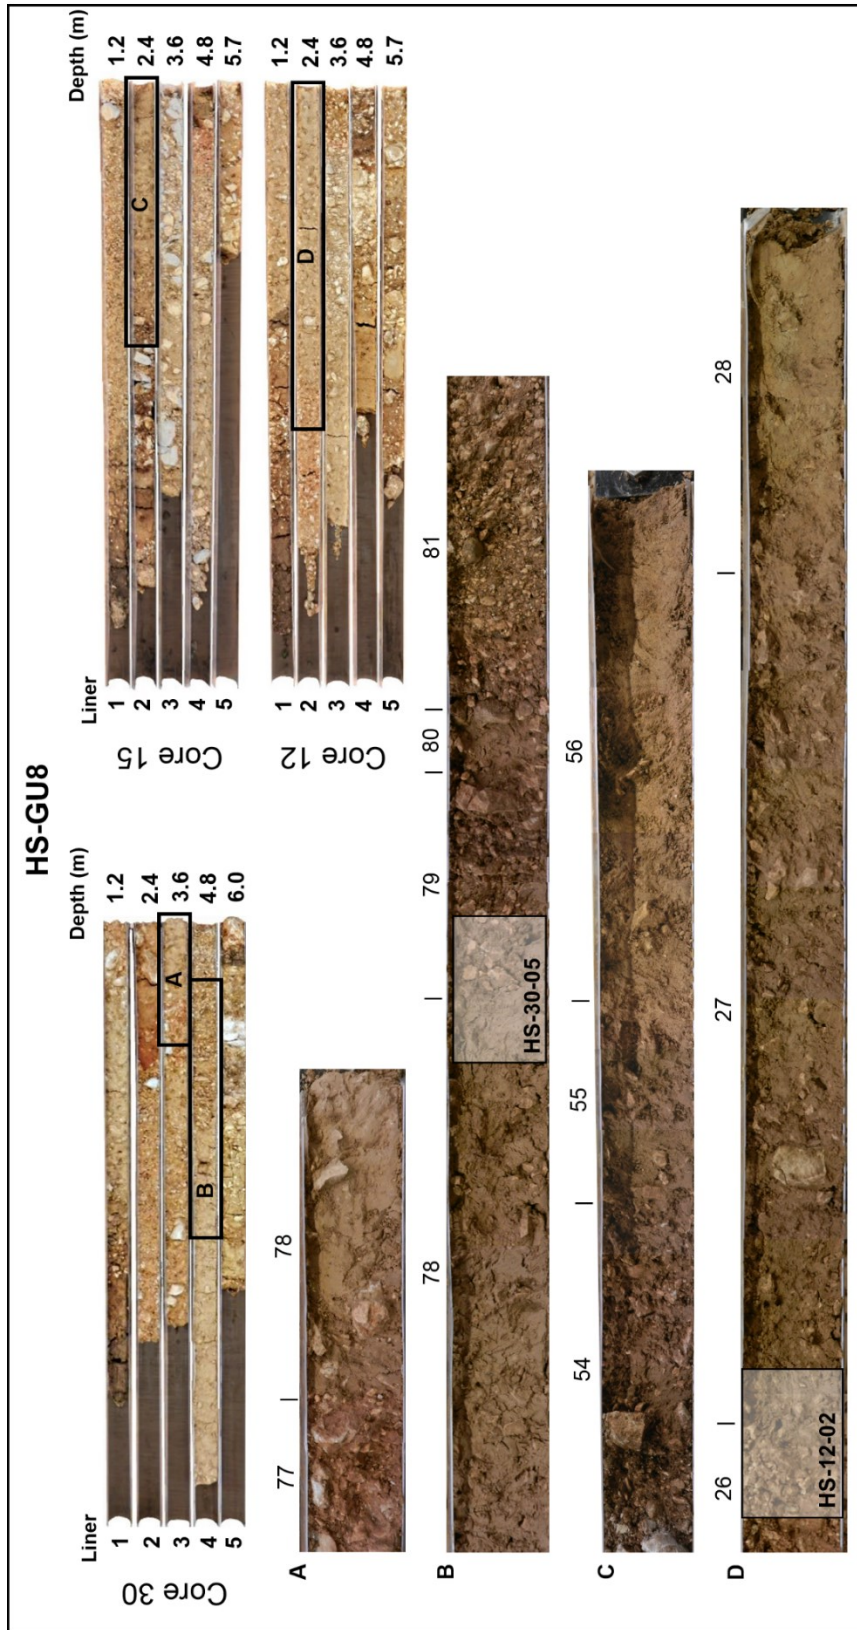 HS-GU8
Liner
Depth (m)
Core 30
1 1.2
2 2.4
3 A 3.6
4 B 4.8
5 6.0
Liner
Depth (m)
Core 15
1 1.2
2 C 2.4
3 3.6
4 4.8
5 5.7
Core 12
1 1.2
2 D 2.4
3 3.6
4 4.8
5 5.7
A
77 78
B
78 79 80 81
HS-30-05
C
54 55 56
D
26 27 28
HS-12-02